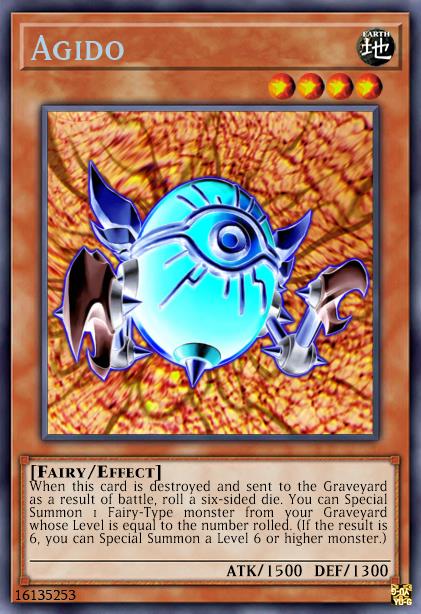 AGIDO
EARTH
地
[FAIRY/EFFECT]
When this card is destroyed and sent to the Graveyard
as a result of battle, roll a six-sided die. You can Special
Summon 1 Fairy-Type monster from your Graveyard
whose Level is equal to the number rolled. (If the result is
6, you can Special Summon a Level 6 or higher monster.)
ATK/1500 DEF/1300
16135253